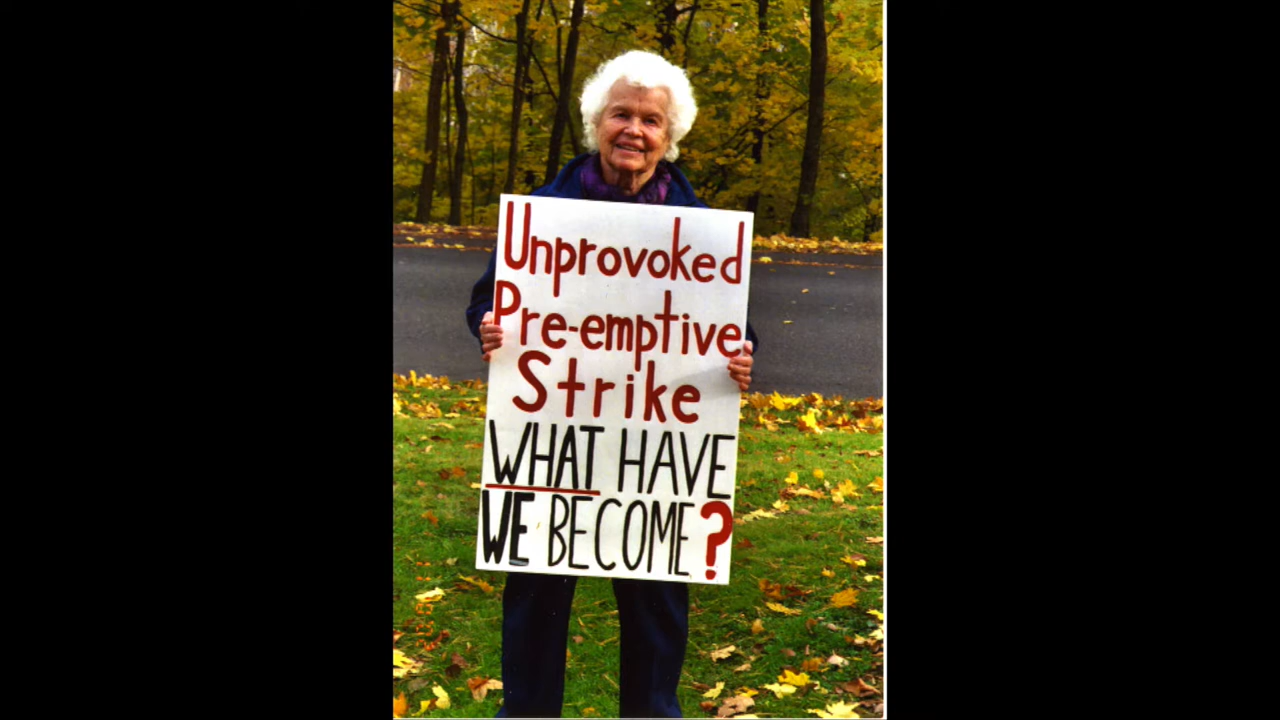 Unprovoked
Pre-emptive
Strike
WHAT HAVE
WE BECOME?